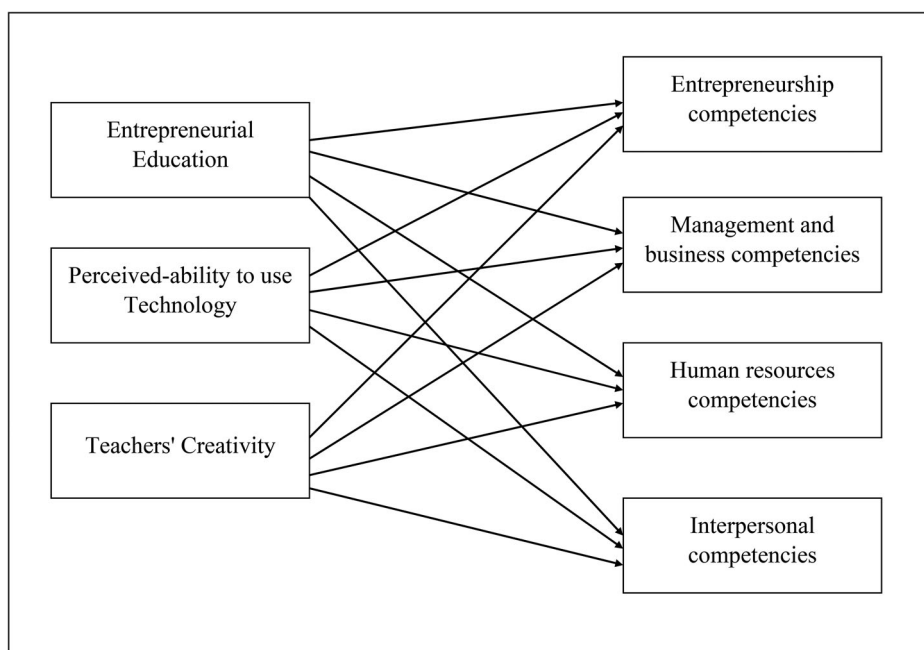 Entrepreneurial
Education
Perceived-ability to use
Technology
Teachers' Creativity
Entrepreneurship
competencies
Management and
business competencies
Human resources
competencies
Interpersonal
competencies